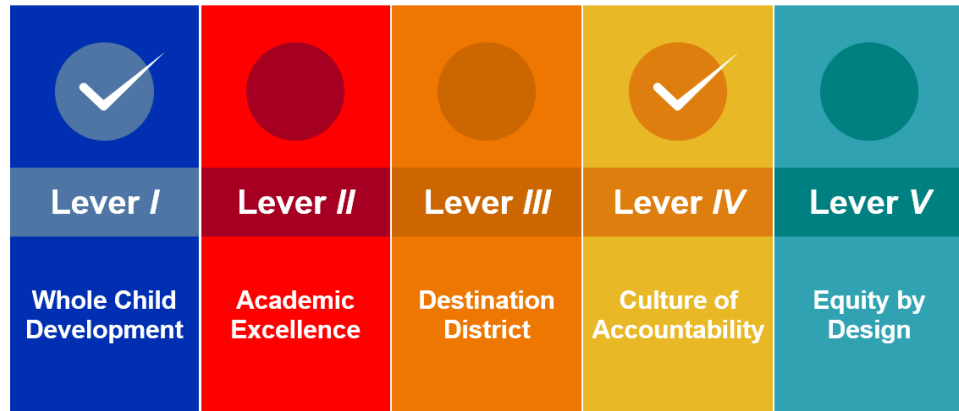 Lever I
Whole Child
Development
Lever II
Academic
Excellence
Lever III
Destination
District
Lever IV
Culture of
Accountability
Lever V
Equity by
Design